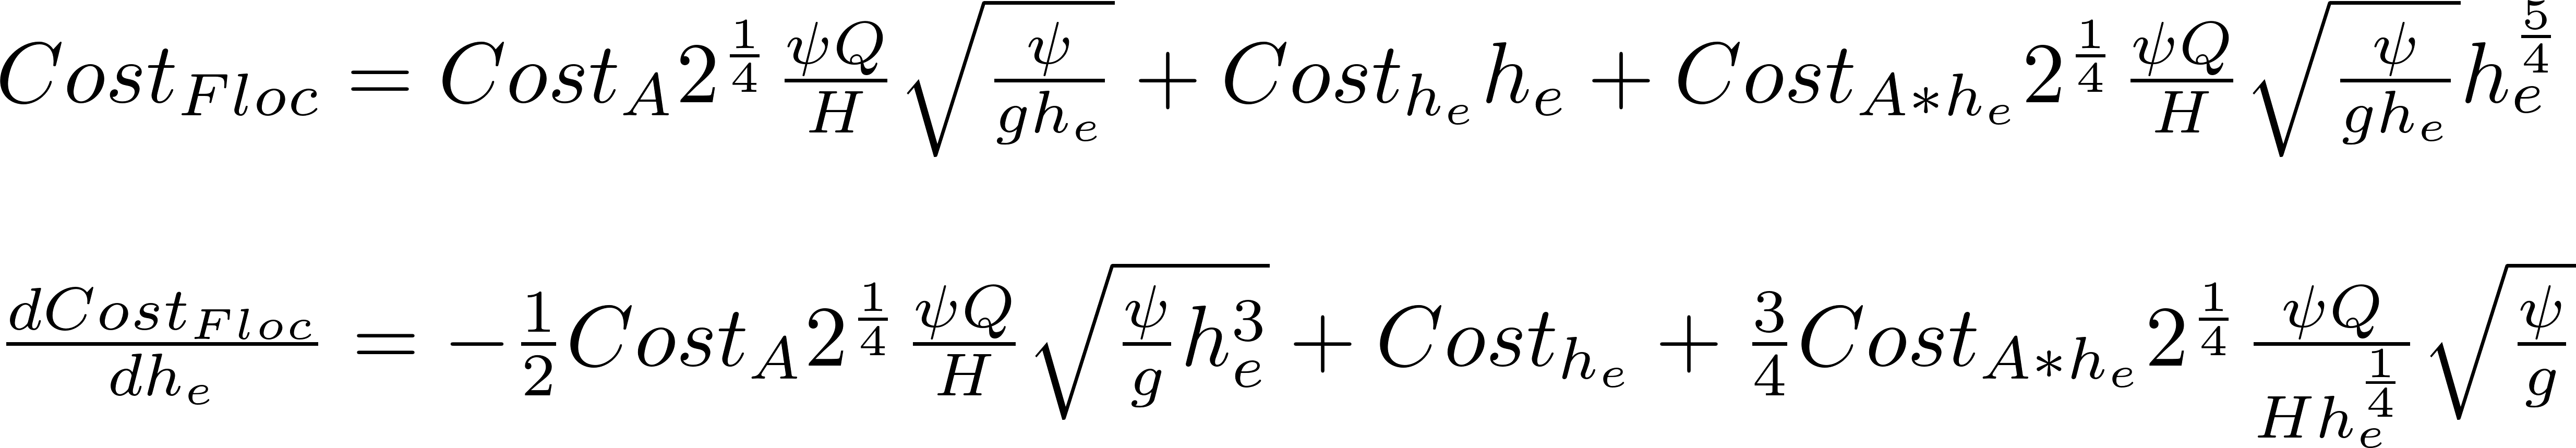 $Cost_{Floc} = Cost_A 2^{\frac{1}{4}} \frac{\psi Q}{H} \sqrt{\frac{\psi}{g h_e}} + Cost_{h_e} h_e + Cost_{A*h_e} 2^{\frac{1}{4}} \frac{\psi Q}{H} \sqrt{\frac{\psi}{g h_e}} h_e^{\frac{5}{4}}$
$\frac{dCost_{Floc}}{dh_e} = -\frac{1}{2} Cost_A 2^{\frac{1}{4}} \frac{\psi Q}{H} \sqrt{\frac{\psi}{g} h_e^3} + Cost_{h_e} + \frac{3}{4} Cost_{A*h_e} 2^{\frac{1}{4}} \frac{\psi Q}{H h_e^{\frac{1}{4}}} \sqrt{\frac{\psi}{g}}$